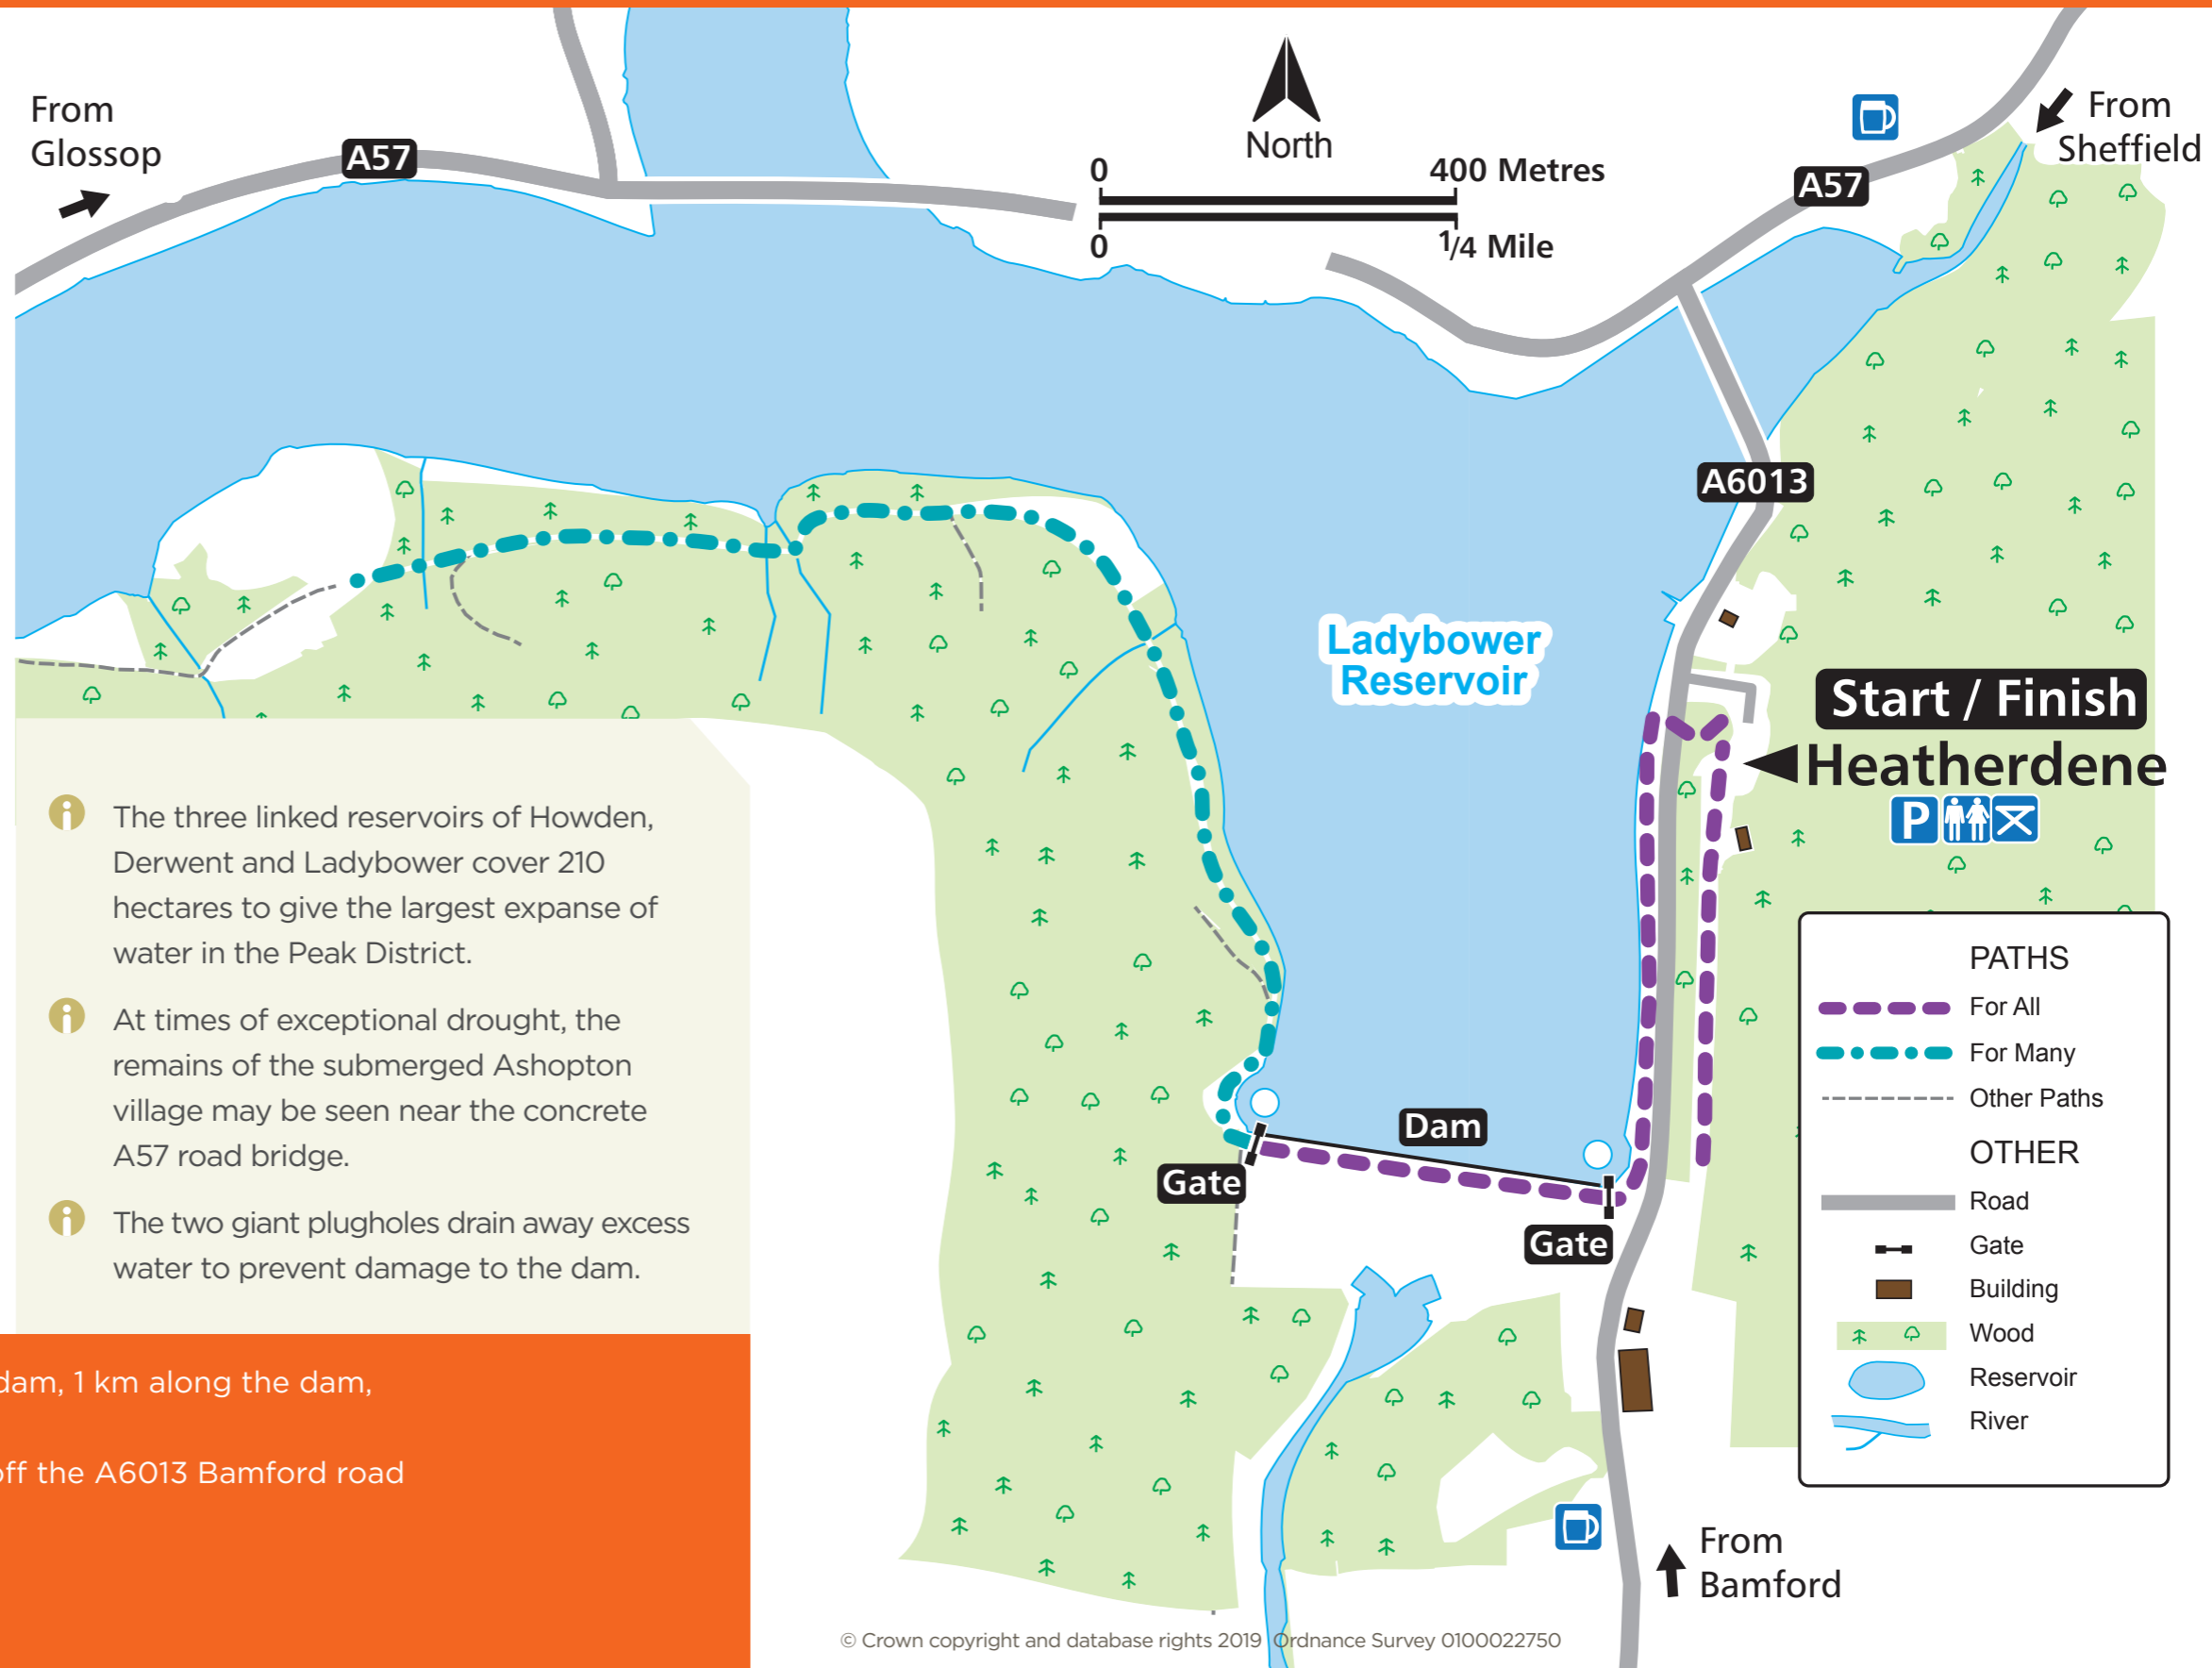 From
Glossop
A57
North
0
400 Metres
0
1/4 Mile
A57
From
Sheffield
A6013
Ladybower
Reservoir
Start / Finish
Heatherdene
P
The three linked reservoirs of Howden,
Derwent and Ladybower cover 210
hectares to give the largest expanse of
water in the Peak District.
At times of exceptional drought, the
remains of the submerged Ashopton
village may be seen near the concrete
A57 road bridge.
The two giant plugholes drain away excess
water to prevent damage to the dam.
Dam
Gate
Gate
PATHS
For All
For Many
Other Paths
OTHER
Road
Gate
Building
Wood
Reservoir
River
dam, 1 km along the dam,
off the A6013 Bamford road
From
Bamford
© Crown copyright and database rights 2019 Ordnance Survey 0100022750